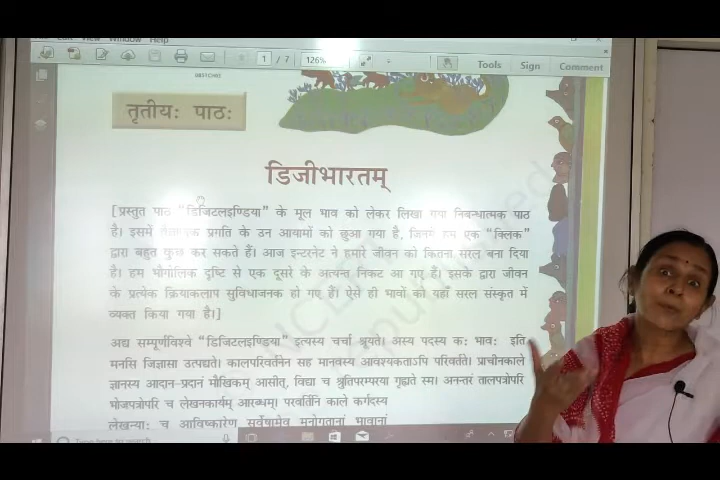 Window Help
1 / 7
126%
Tools
Sign
Comment
0831CH03
तृतीयः पाठः
डिजीभारतम्
[प्रस्तुत पाठ "डिजिटलइण्डिया" के मूल भाव को लेकर लिखा गया निबन्धात्मक पाठ
है। इसमें प्रगति के उन आयामों को छुआ गया है, जिनमें हम एक "क्लिक"
द्वारा बहुत कुछ कर सकते हैं। आज इन्टरनेट ने हमारे जीवन को कितना सरल बना दिया
है। हम भौगोलिक दृष्टि से एक दूसरे के अत्यन्त निकट आ गए हैं। इसके द्वारा जीवन
के प्रत्येक क्रियाकलाप सुविधाजनक हो गए हैं। ऐसे ही भावों को यहाँ सरल संस्कृत में
व्यक्त किया गया है।]
अद्य सम्पूर्णविश्वे "डिजिटलइण्डिया" इत्यस्य चर्चा श्रूयते। अस्य पदस्य कः भावः इति
मनसि जिज्ञासा उत्पद्यते। कालपरिवर्तनेन सह मानवस्य आवश्यकताऽपि परिवर्तते। प्राचीनकाले
ज्ञानस्य आदान-प्रदानं मौखिकम् आसीत्, विद्या च श्रुतिपरम्परया गृह्यते स्म। अनन्तरं तालपत्रोपरि
भोजपत्रोपरि च लेखनकार्यम् आरब्धम्। परवर्तिनि काले कर्गदस्य
लेखन्याः च आविष्कारेण सर्वेषामेव मनोगतानां भावानां